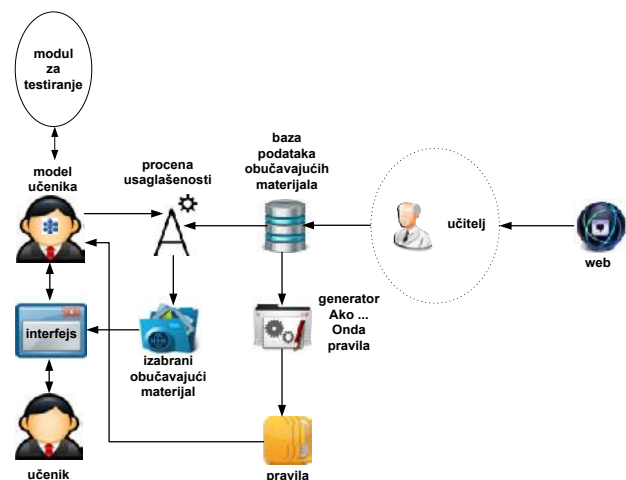 modul
za
testiranje
model
učenika
procena
usaglašenosti
baza
podataka
obučavajućih
materijala
učitelj
web
interfejs
izabrani
obučavajući
materijal
generator
Ako ...
Onda
pravila
učenik
pravila